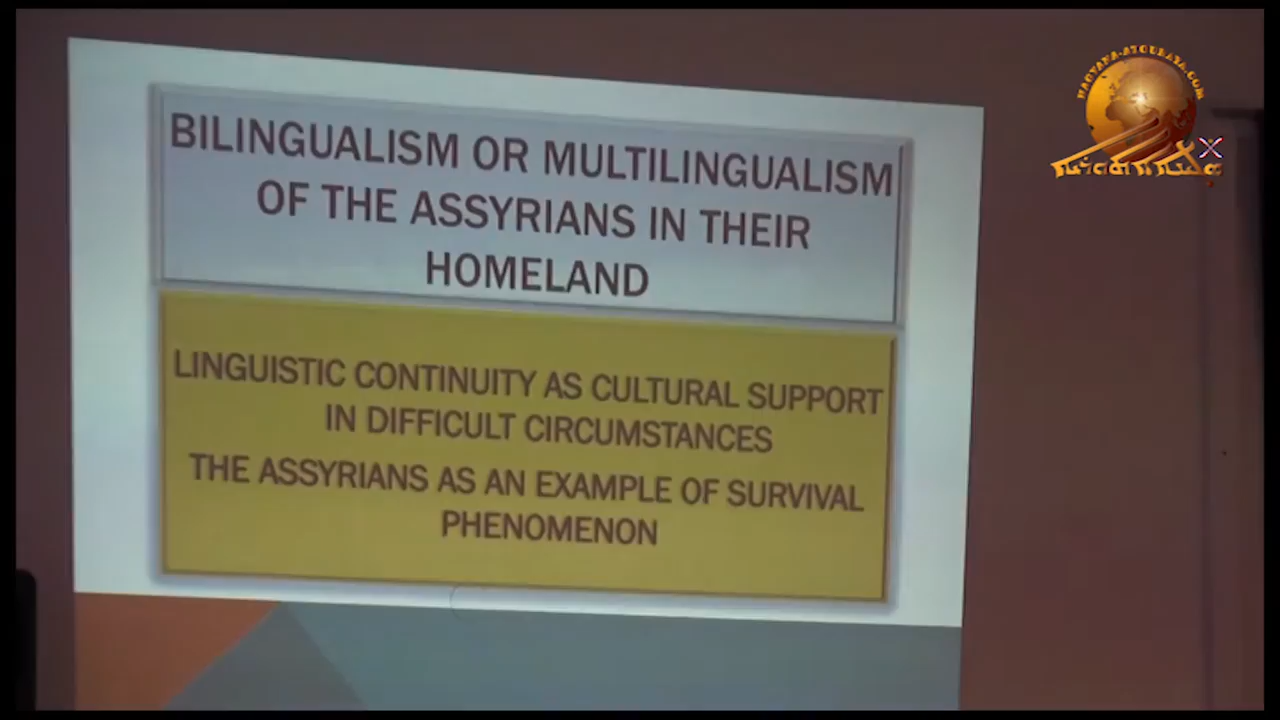 BILINGUALISM OR MULTILINGUALISM
OF THE ASSYRIANS IN THEIR
HOMELAND
LINGUISTIC CONTINUITY AS CULTURAL SUPPORT
IN DIFFICULT CIRCUMSTANCES
THE ASSYRIANS AS AN EXAMPLE OF SURVIVAL
PHENOMENON